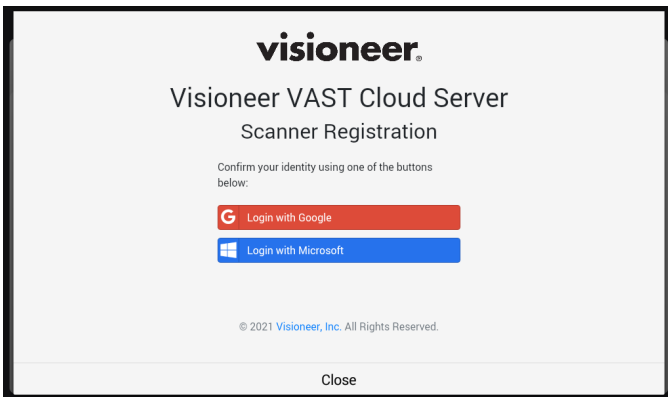 visioneer®
Visioneer VAST Cloud Server
Scanner Registration
Confirm your identity using one of the buttons
below:
G Login with Google
Login with Microsoft
© 2021 Visioneer, Inc. All Rights Reserved.
Close